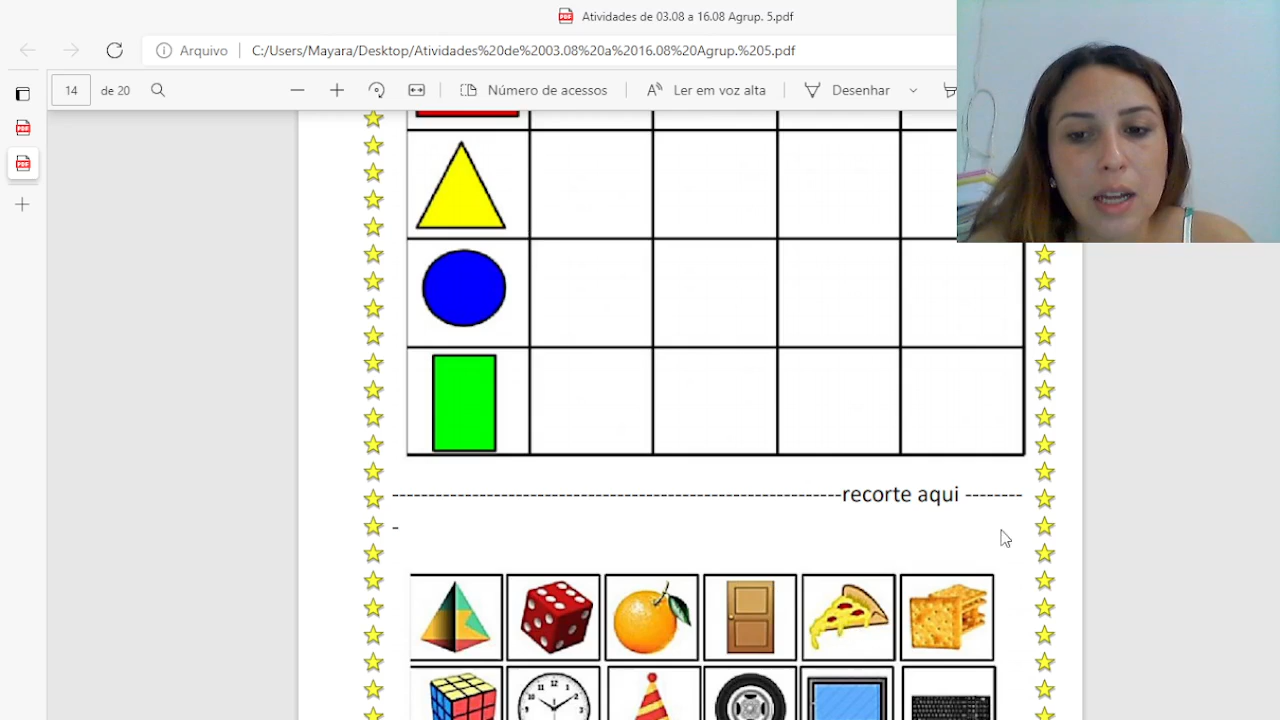 Atividades de 03.08 a 16.08 Agrup. 5.pdf
Arquivo
C:/Users/Mayara/Desktop/Atividades%20de%2003.08%20a%2016.08%20Agrup.%205.pdf
14 de 20
Número de acessos
Ler em voz alta
Desenhar
--------------------------------------------------------------recorte aqui --------
-